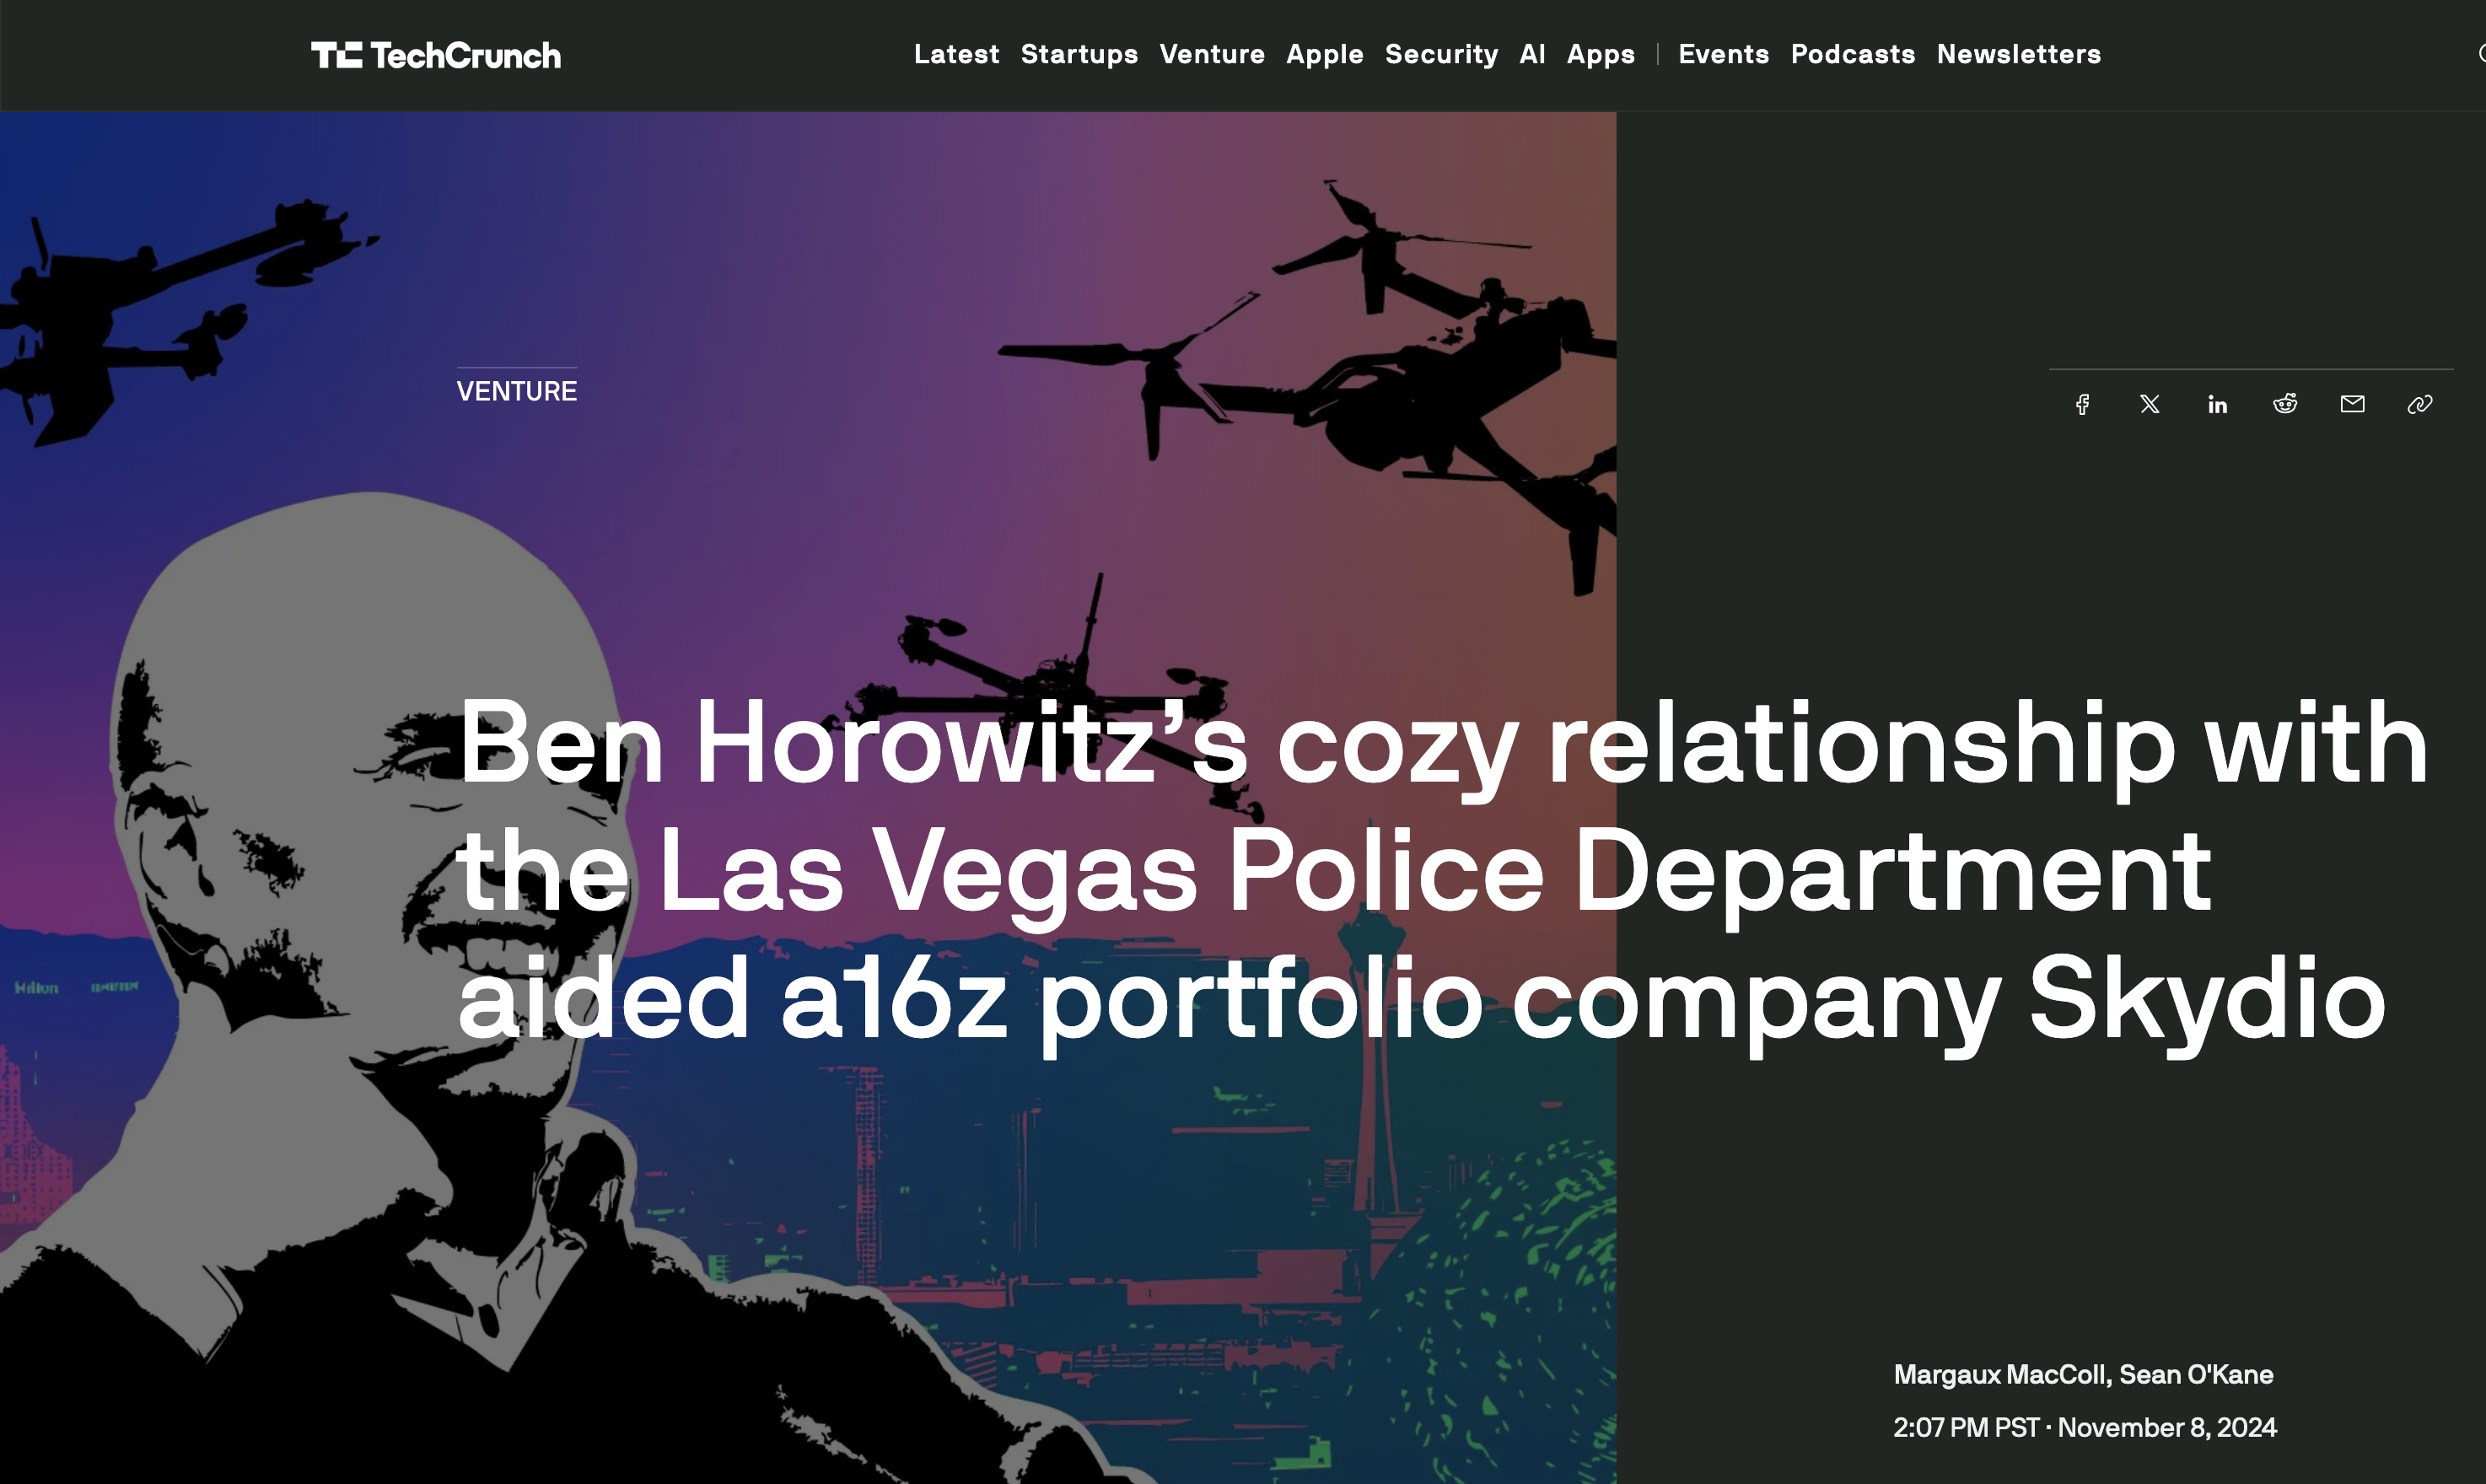 TechCrunch
Latest Startups Venture Apple Security AI Apps | Events Podcasts Newsletters
VENTURE
Ben Horowitz’s cozy relationship with
the Las Vegas Police Department
aided a16z portfolio company Skydio
Hilton
Margaux MacColl, Sean O'Kane
2:07 PM PST · November 8, 2024